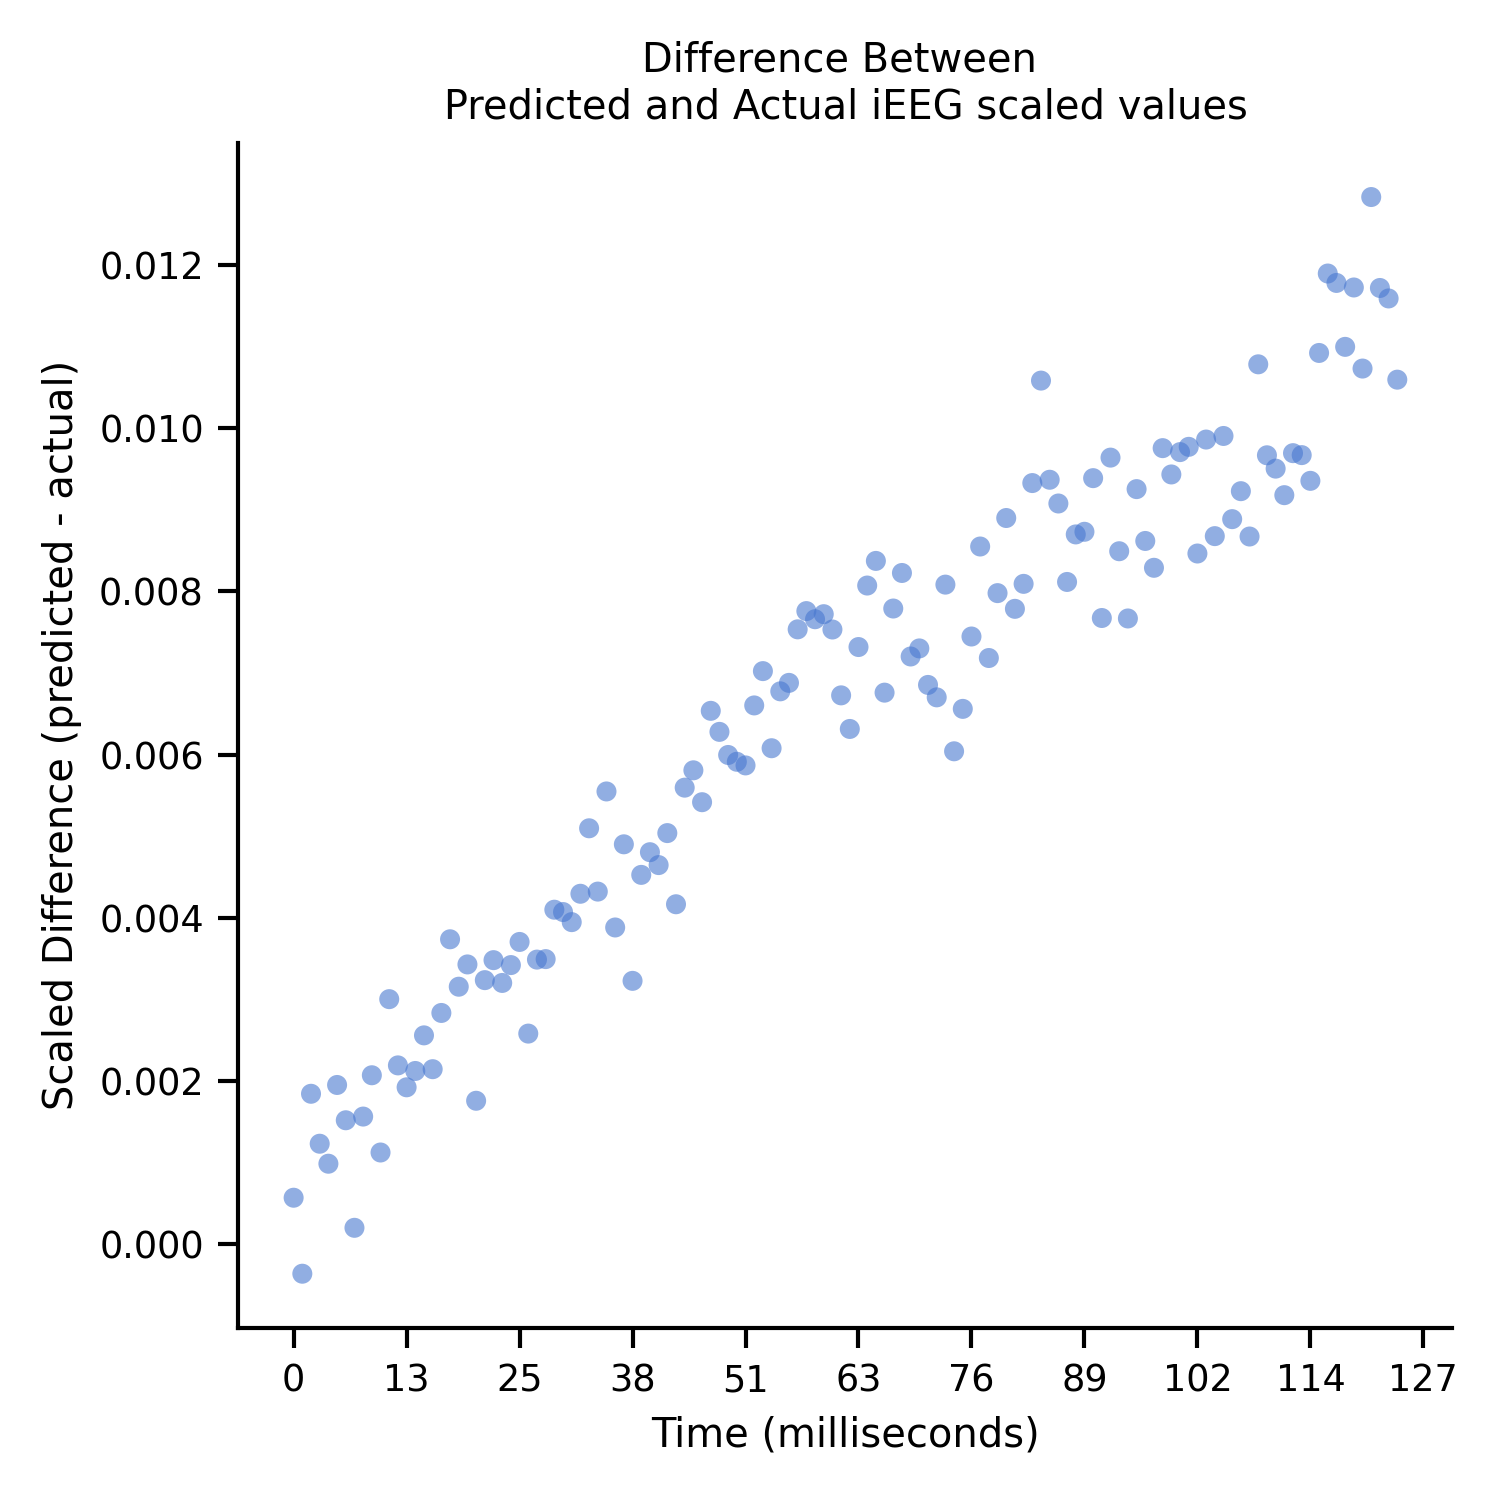 Difference Between
Predicted and Actual iEEG scaled values
Scaled Difference (predicted - actual)
0.012
0.010
0.008
0.006
0.004
0.002
0.000
0 13 25 38 51 63 76 89 102 114 127
Time (milliseconds)